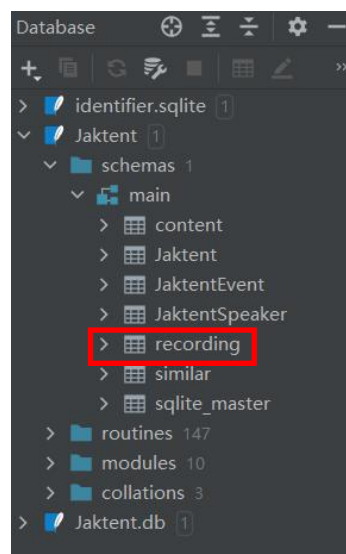 Database
identifier.sqlite 1
Jaktent 1
schemas 1
main
content
Jaktent
JaktentEvent
JaktentSpeaker
recording
similar
sqlite_master
routines 147
modules 10
collations 3
Jaktent.db 1